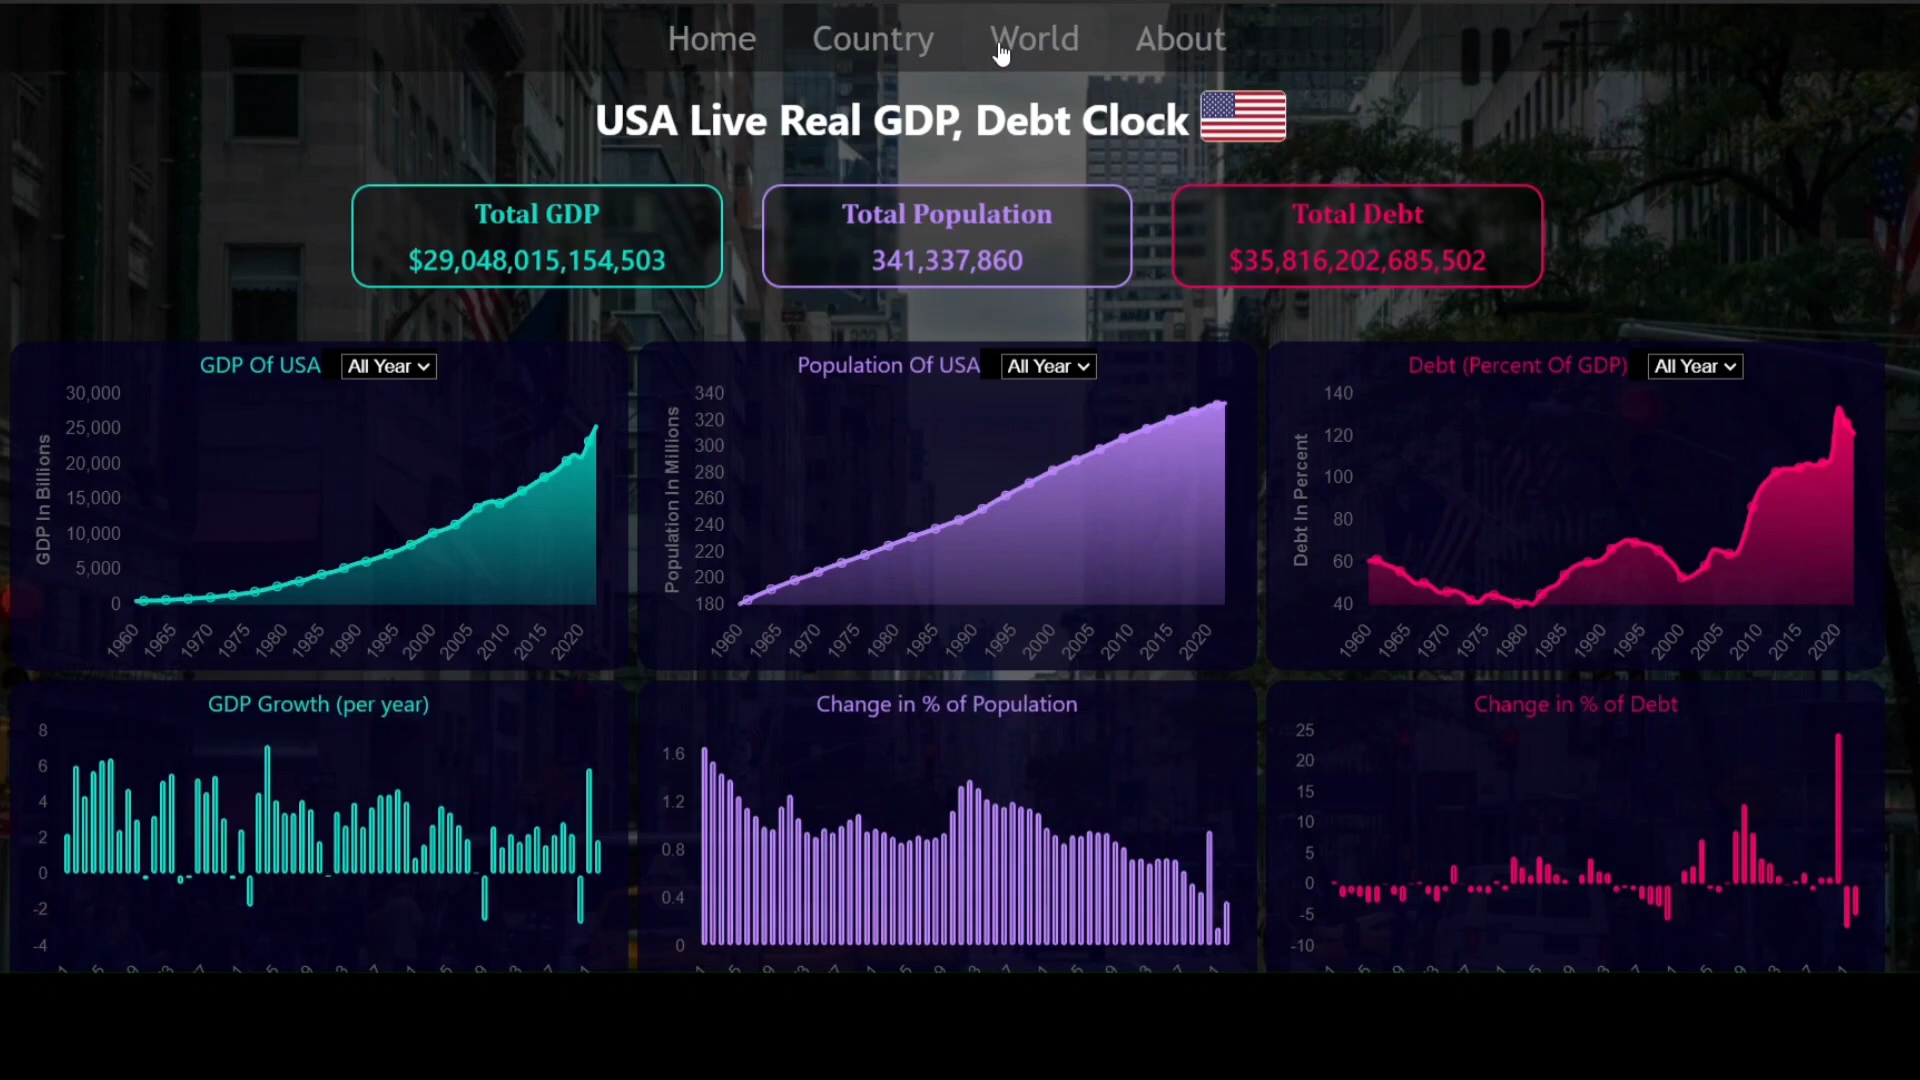 Home Country World About
USA Live Real GDP, Debt Clock
Total GDP
$29,048,015,154,503
Total Population
341,337,860
Total Debt
$35,816,202,685,502
GDP Of USA All Year
GDP In Billions
30,000
25,000
20,000
15,000
10,000
5,000
0
1960 1965 1970 1975 1980 1985 1990 1995 2000 2005 2010 2015 2020
Population Of USA All Year
Population In Millions
340
320
300
280
260
240
220
200
180
1960 1965 1970 1975 1980 1985 1990 1995 2000 2005 2010 2015 2020
Debt (Percent Of GDP) All Year
Debt In Percent
140
120
100
80
60
40
1960 1965 1970 1975 1980 1985 1990 1995 2000 2005 2010 2015 2020
GDP Growth (per year)
8
6
4
2
0
-2
-4
Change in % of Population
1.6
1.2
0.8
0.4
0
Change in % of Debt
25
20
15
10
5
0
-5
-10